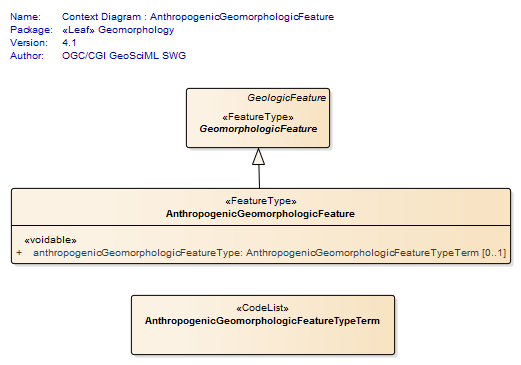 Name: Context Diagram : AnthropogenicGeomorphologicFeature
Package: «Leaf» Geomorphology
Version: 4.1
Author: OGC/CGI GeoSciML SWG
GeologicFeature
«FeatureType»
GeomorphologicFeature
«FeatureType»
AnthropogenicGeomorphologicFeature
«voidable»
+ anthropogenicGeomorphologicFeatureType: AnthropogenicGeomorphologicFeatureTypeTerm [0..1]
«CodeList»
AnthropogenicGeomorphologicFeatureTypeTerm